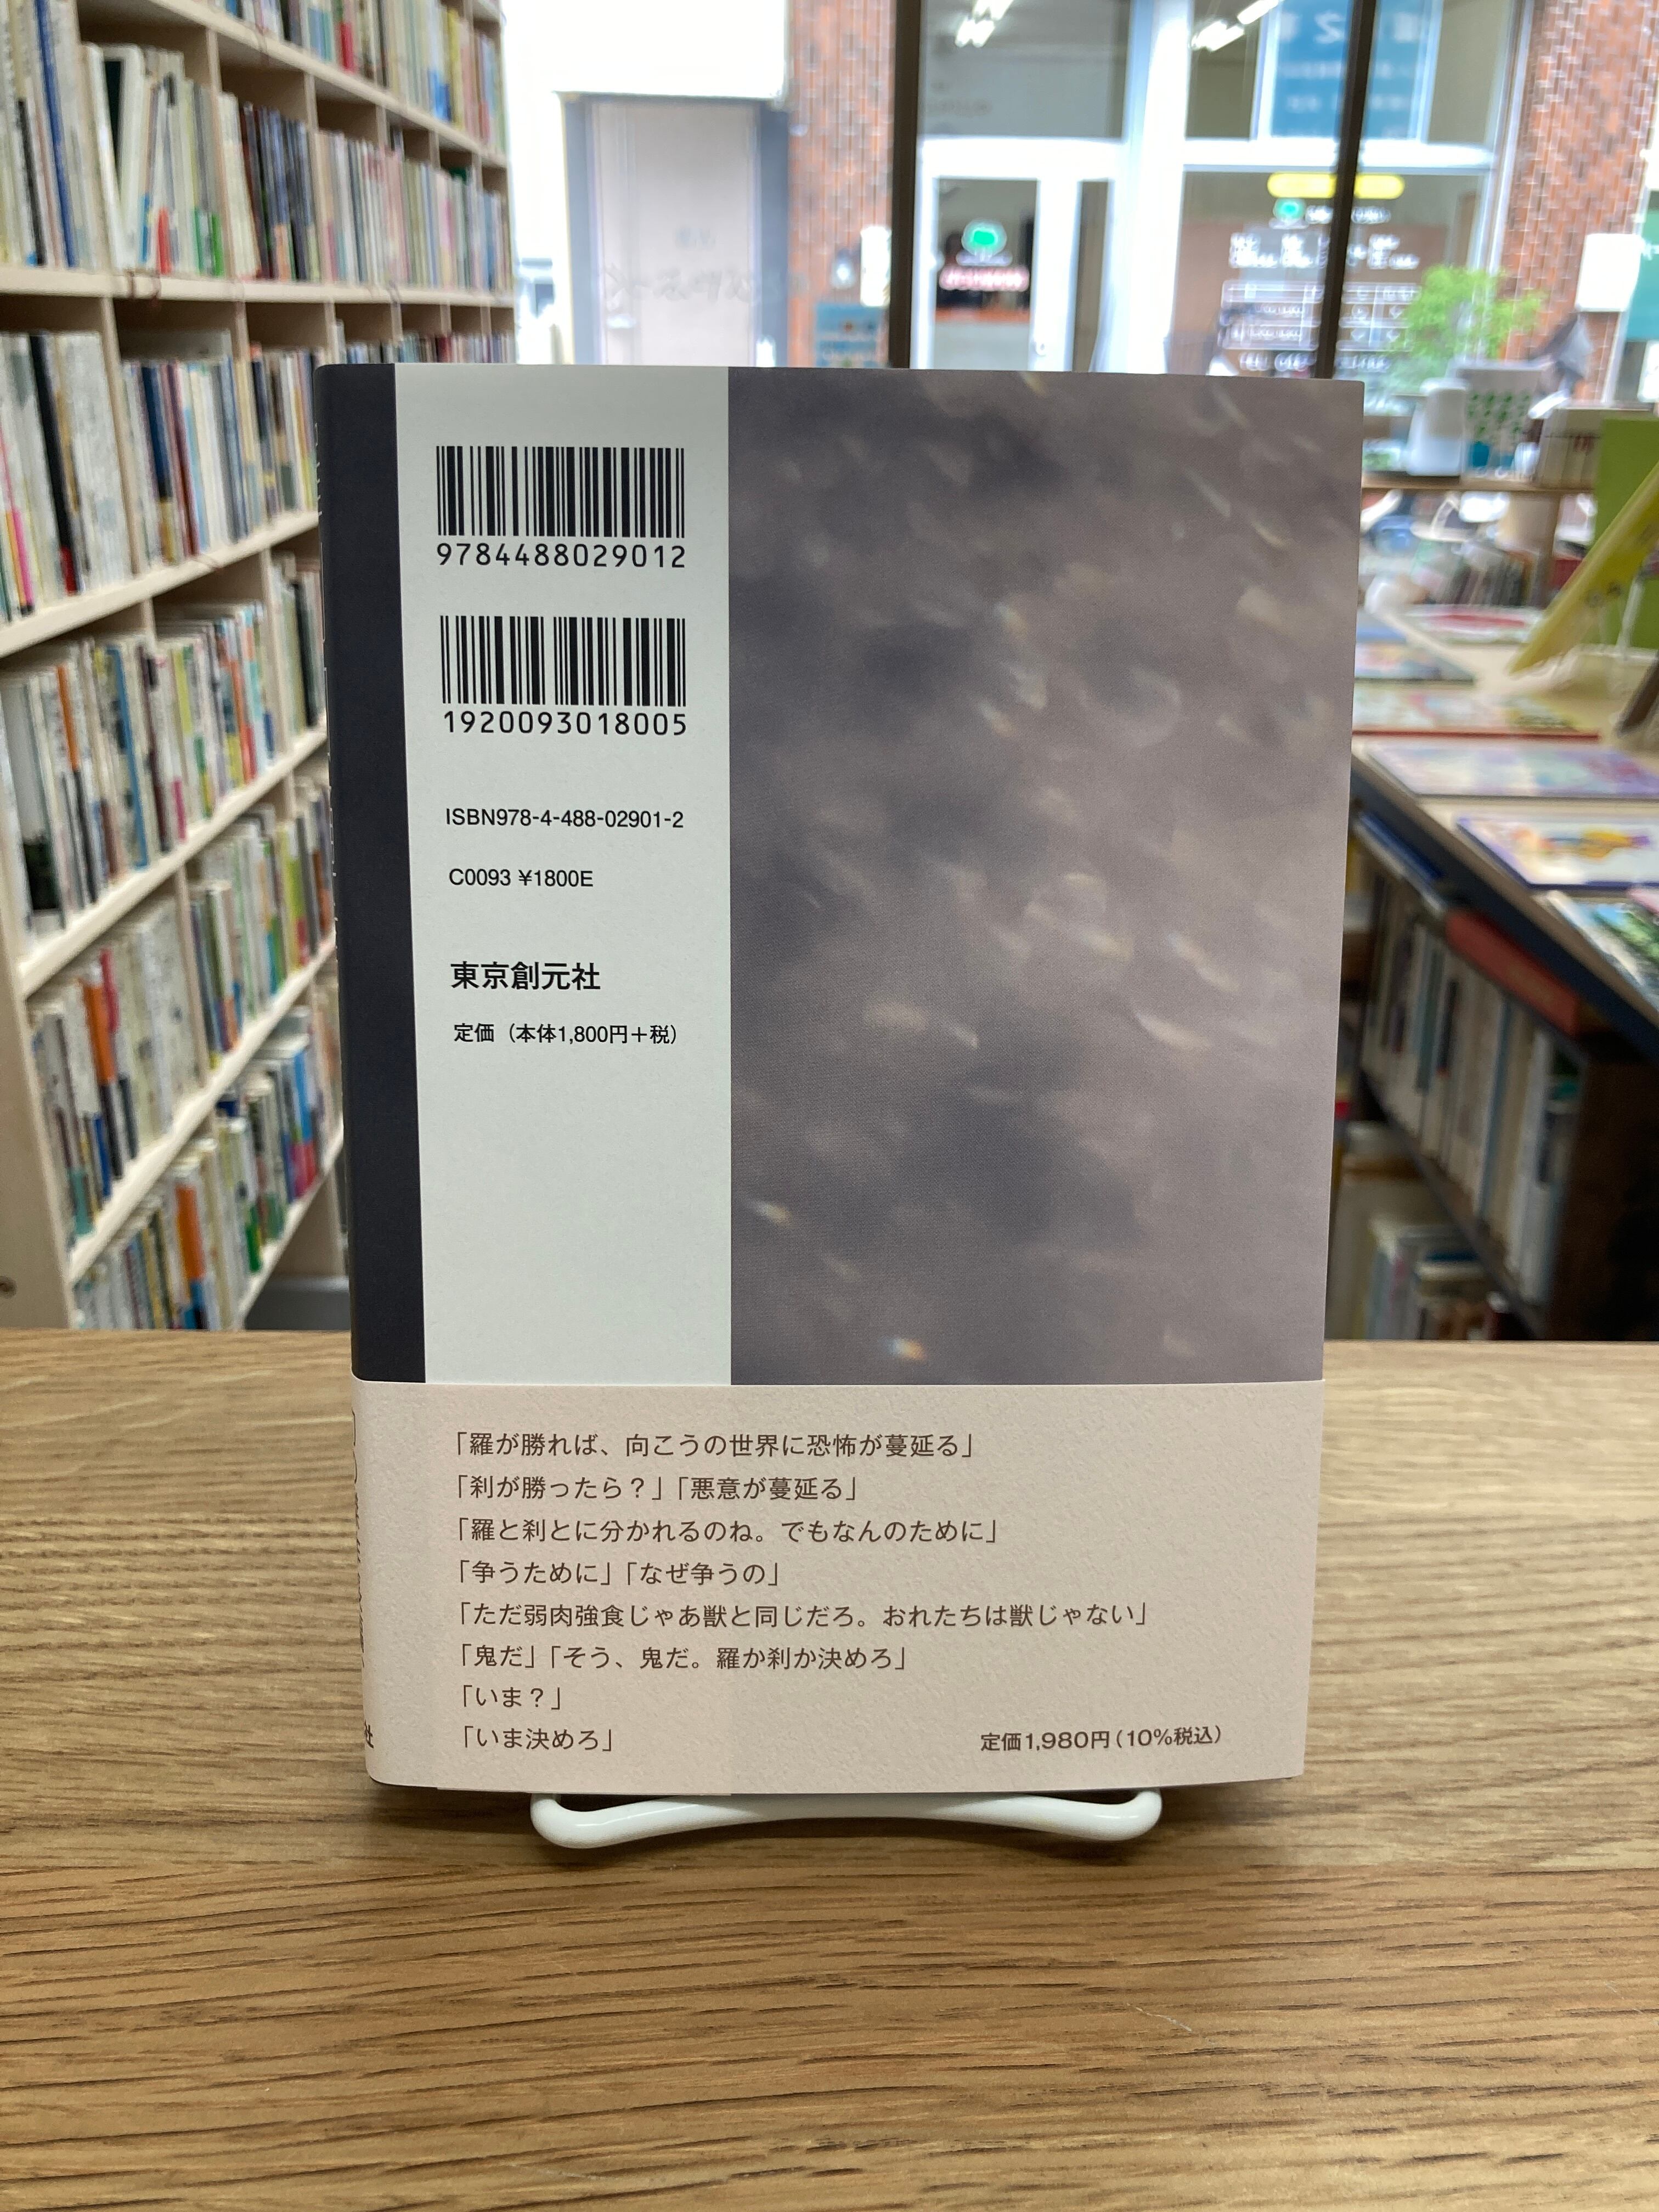 9784488029012
1920093018005
ISBN978-4-488-02901-2
C0093 ¥1800E
東京創元社
定価（本体1,800円＋税）
「羅が勝れば、向こうの世界に恐怖が蔓延る」
「刹が勝ったら？」「悪意が蔓延る」
「羅と刹とに分かれるのね。でもなんのために」
「争うために」「なぜ争うの」
「ただ弱肉強食じゃあ獣と同じだろ。おれたちは獣じゃない」
「鬼だ」「そう、鬼だ。羅か刹か決めろ」
「いま？」
「いま決めろ」
定価1,980円（10%税込）
社